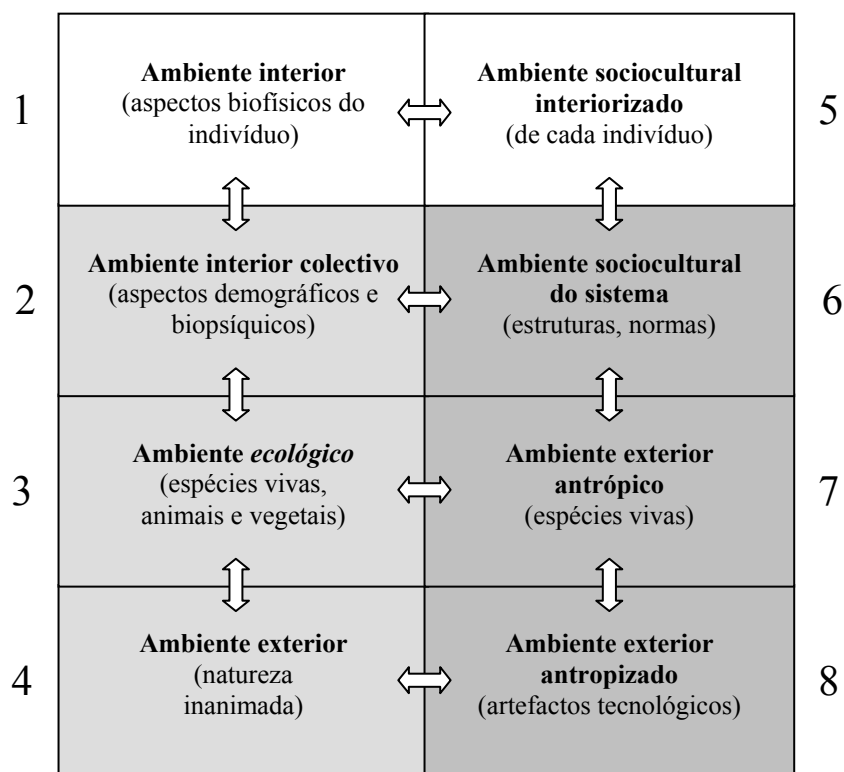 1
Ambiente interior
(aspectos biofísicos do
indivíduo)
Ambiente sociocultural
interiorizado
(de cada indivíduo)
5
2
Ambiente interior colectivo
(aspectos demográficos e
biopsíquicos)
Ambiente sociocultural
do sistema
(estruturas, normas)
6
3
Ambiente ecológico
(espécies vivas,
animais e vegetais)
Ambiente exterior
antrópico
(espécies vivas)
7
4
Ambiente exterior
(natureza
inanimada)
Ambiente exterior
antropizado
(artefactos tecnológicos)
8